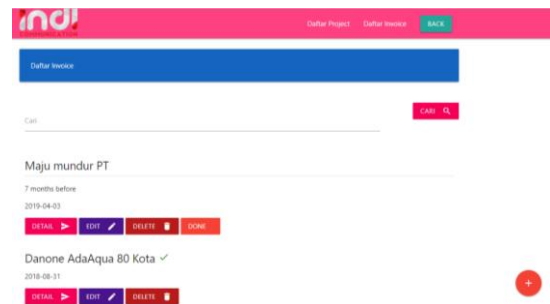 indi
COMMUNICATION
Daftar Project Daftar Invoice BACK
Daftar Invoice
Cari CARI
Maju mundur PT
7 months before
2019-04-03
DETAIL EDIT DELETE DONE
Danone AdaAqua 80 Kota
2018-08-31
DETAIL EDIT DELETE
+